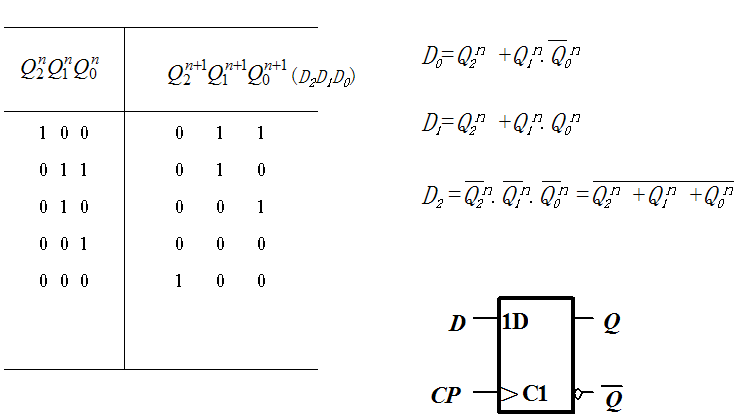 Q₂ⁿQ₁ⁿQ₀ⁿ Q₂ⁿ⁺¹Q₁ⁿ⁺¹Q₀ⁿ⁺¹ (D₂D₁D₀)
1 0 0 0 1 1
0 1 1 0 1 0
0 1 0 0 0 1
0 0 1 0 0 0
0 0 0 1 0 0
D₀=Q₂ⁿ +Q₁ⁿ. Q̅₀ⁿ
D₁=Q₂ⁿ +Q₁ⁿ. Q₀ⁿ
D₂ = Q̅₂ⁿ. Q̅₁ⁿ. Q̅₀ⁿ = \overline{Q₂ⁿ +Q₁ⁿ +Q₀ⁿ}
D 1D Q
CP C1 Q̅